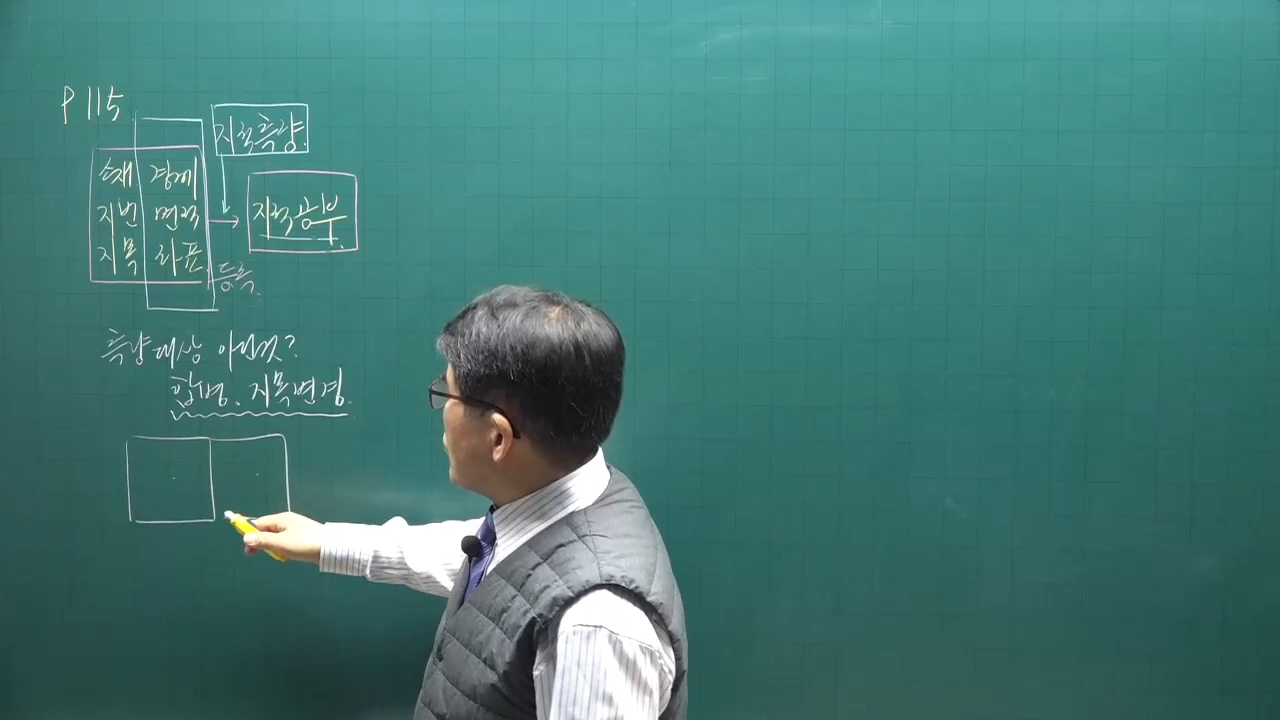 P 115
지적측량
소재 경계
지번 면적
지목 좌표
지적공부
등록
측량대상 아닌것?
합병, 지목변경.